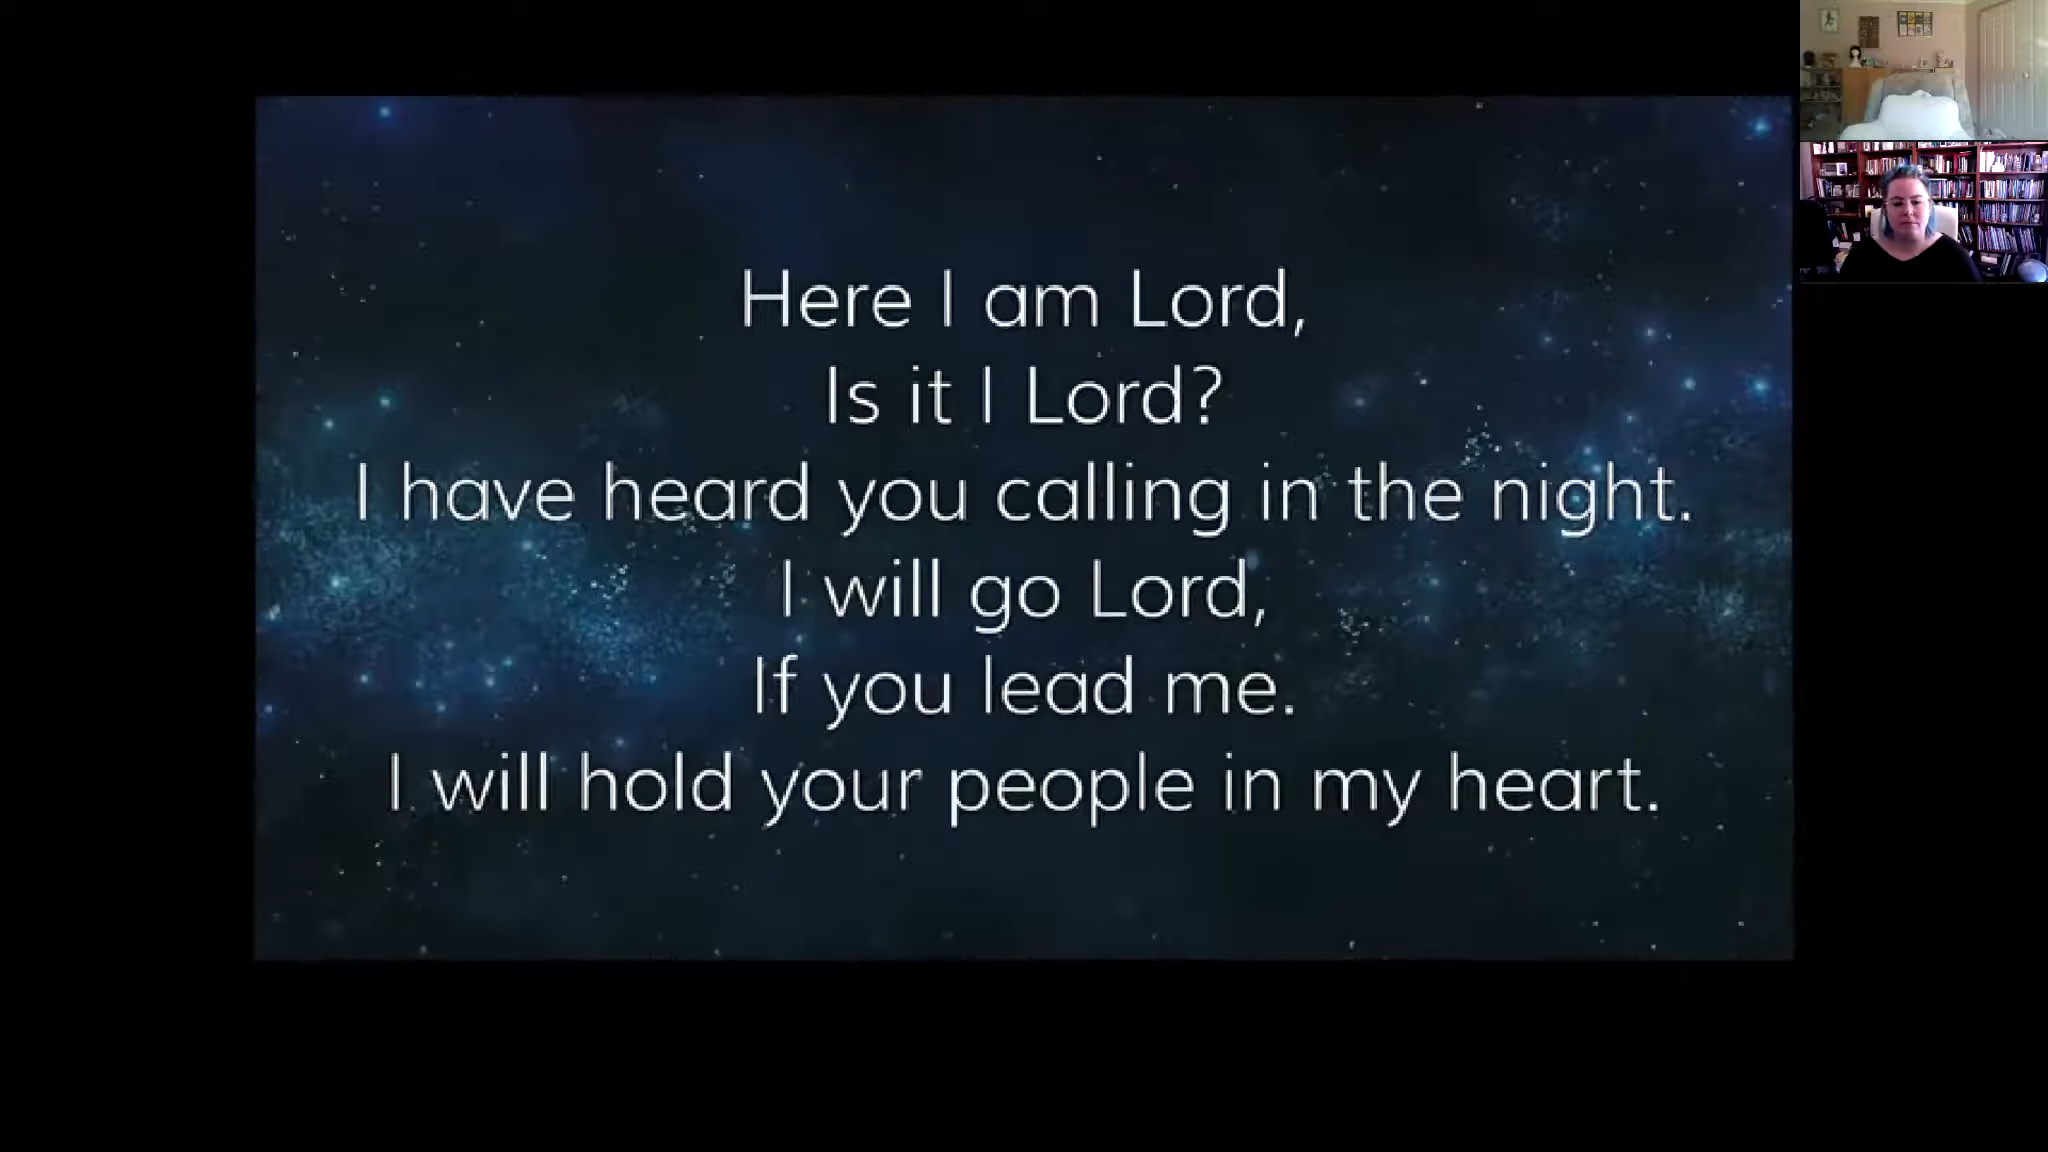 Here I am Lord,
Is it I Lord?
I have heard you calling in the night.
I will go Lord,
If you lead me.
I will hold your people in my heart.